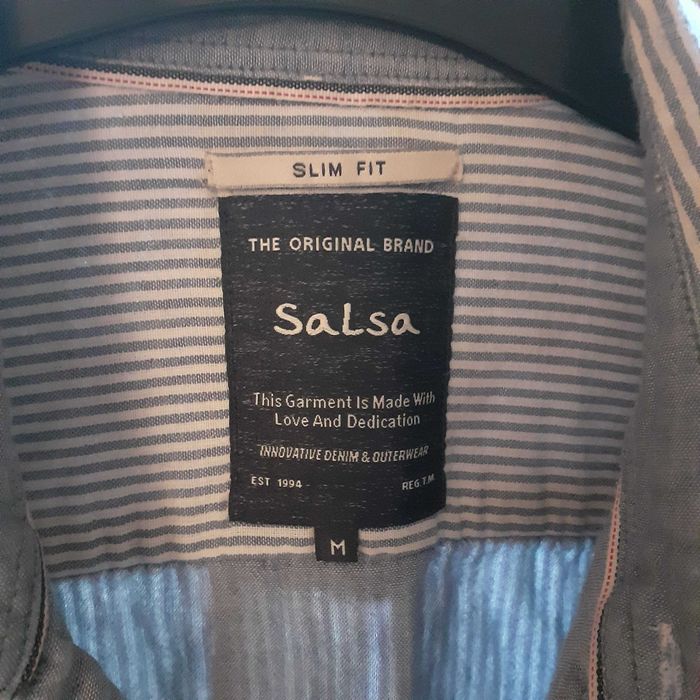 SLIM FIT
THE ORIGINAL BRAND
SaLsa
This Garment Is Made With
Love And Dedication
INNOVATIVE DENIM & OUTERWEAR
EST 1994 REG.T.M
M